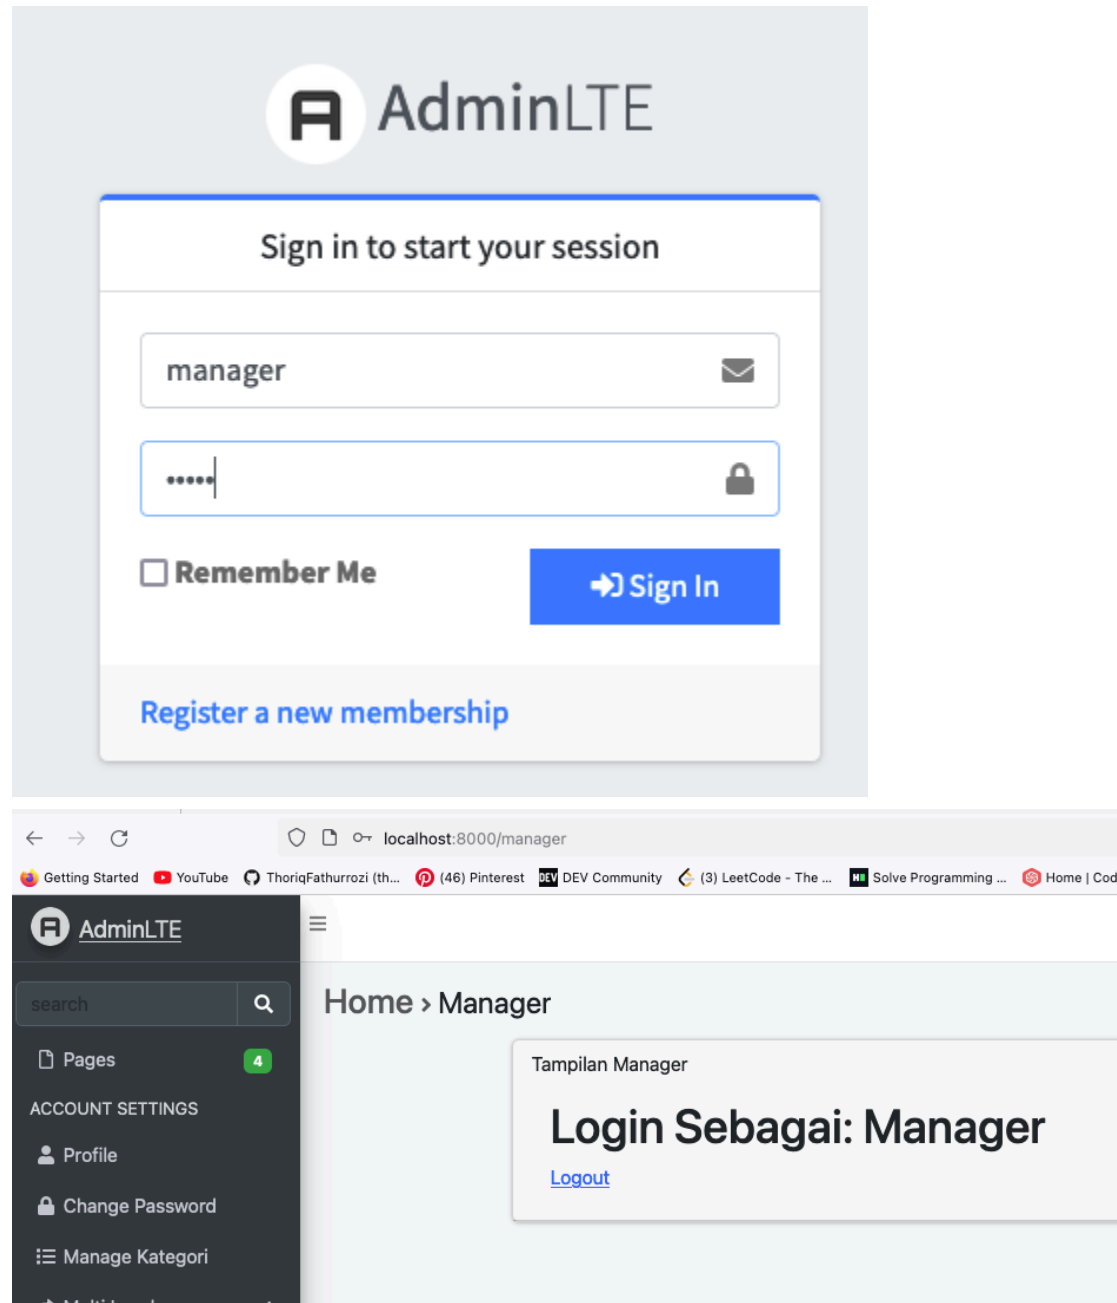 AdminLTE
Sign in to start your session
manager
•••••
Remember Me
Sign In
Register a new membership
localhost:8000/manager
Getting Started YouTube ThoriqFathurrozi (th... (46) Pinterest DEV DEV Community (3) LeetCode - The ... Solve Programming ... Home | Cod
AdminLTE
search
Home › Manager
Pages 4
Tampilan Manager
ACCOUNT SETTINGS
Login Sebagai: Manager
Profile
Logout
Change Password
Manage Kategori